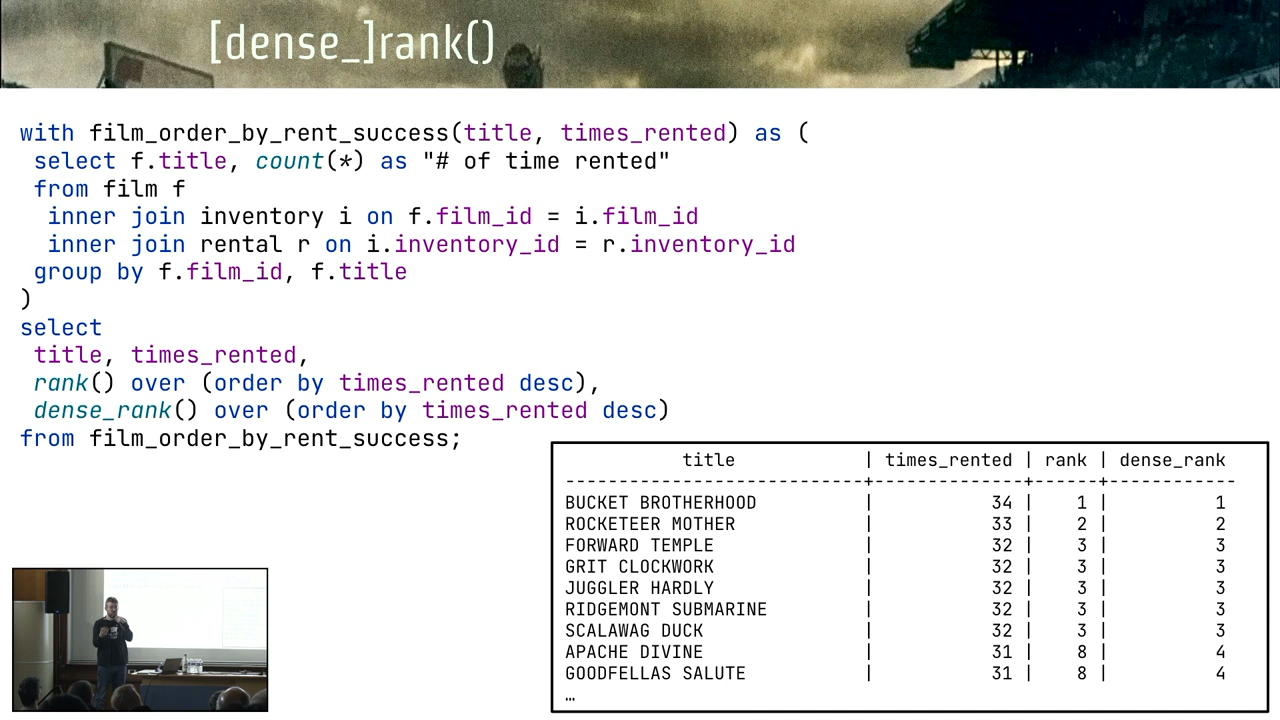 [dense_]rank()
with film_order_by_rent_success(title, times_rented) as (
 select f.title, count(*) as "# of time rented"
 from film f
  inner join inventory i on f.film_id = i.film_id
  inner join rental r on i.inventory_id = r.inventory_id
 group by f.film_id, f.title
)
select
 title, times_rented,
 rank() over (order by times_rented desc),
 dense_rank() over (order by times_rented desc)
from film_order_by_rent_success;
           title            | times_rented | rank | dense_rank
----------------------------+--------------+------+------------
BUCKET BROTHERHOOD          |           34 |    1 |          1
ROCKETEER MOTHER            |           33 |    2 |          2
FORWARD TEMPLE              |           32 |    3 |          3
GRIT CLOCKWORK              |           32 |    3 |          3
JUGGLER HARDLY              |           32 |    3 |          3
RIDGEMONT SUBMARINE         |           32 |    3 |          3
SCALAWAG DUCK               |           32 |    3 |          3
APACHE DIVINE               |           31 |    8 |          4
GOODFELLAS SALUTE           |           31 |    8 |          4
…